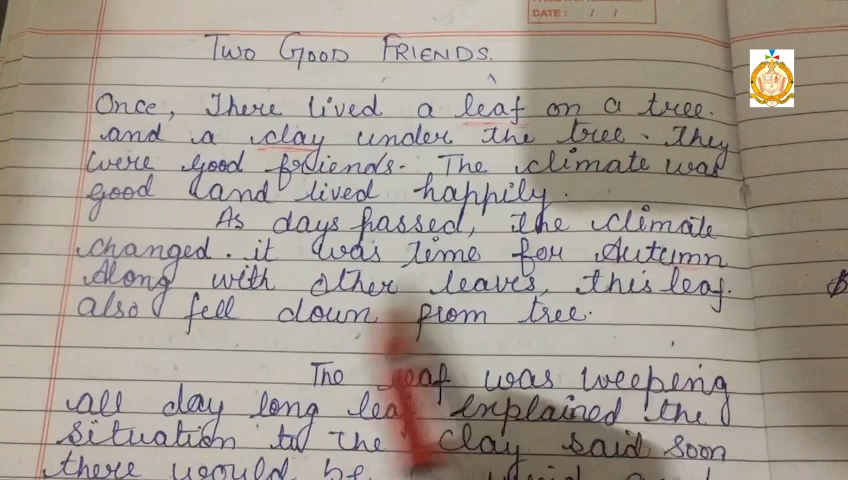 DATE : / /
TWO GOOD FRIENDS.
Once, There lived a leaf on a tree.
and a clay under the tree. They
were good friends. The climate was
good and lived happily.
As days passed, the climate
changed. it was time for Autumn
Along with other leaves, this leaf.
also fell down from tree.
The leaf was weeping
all day long leaf explained the
situation to the clay said soon
there would be